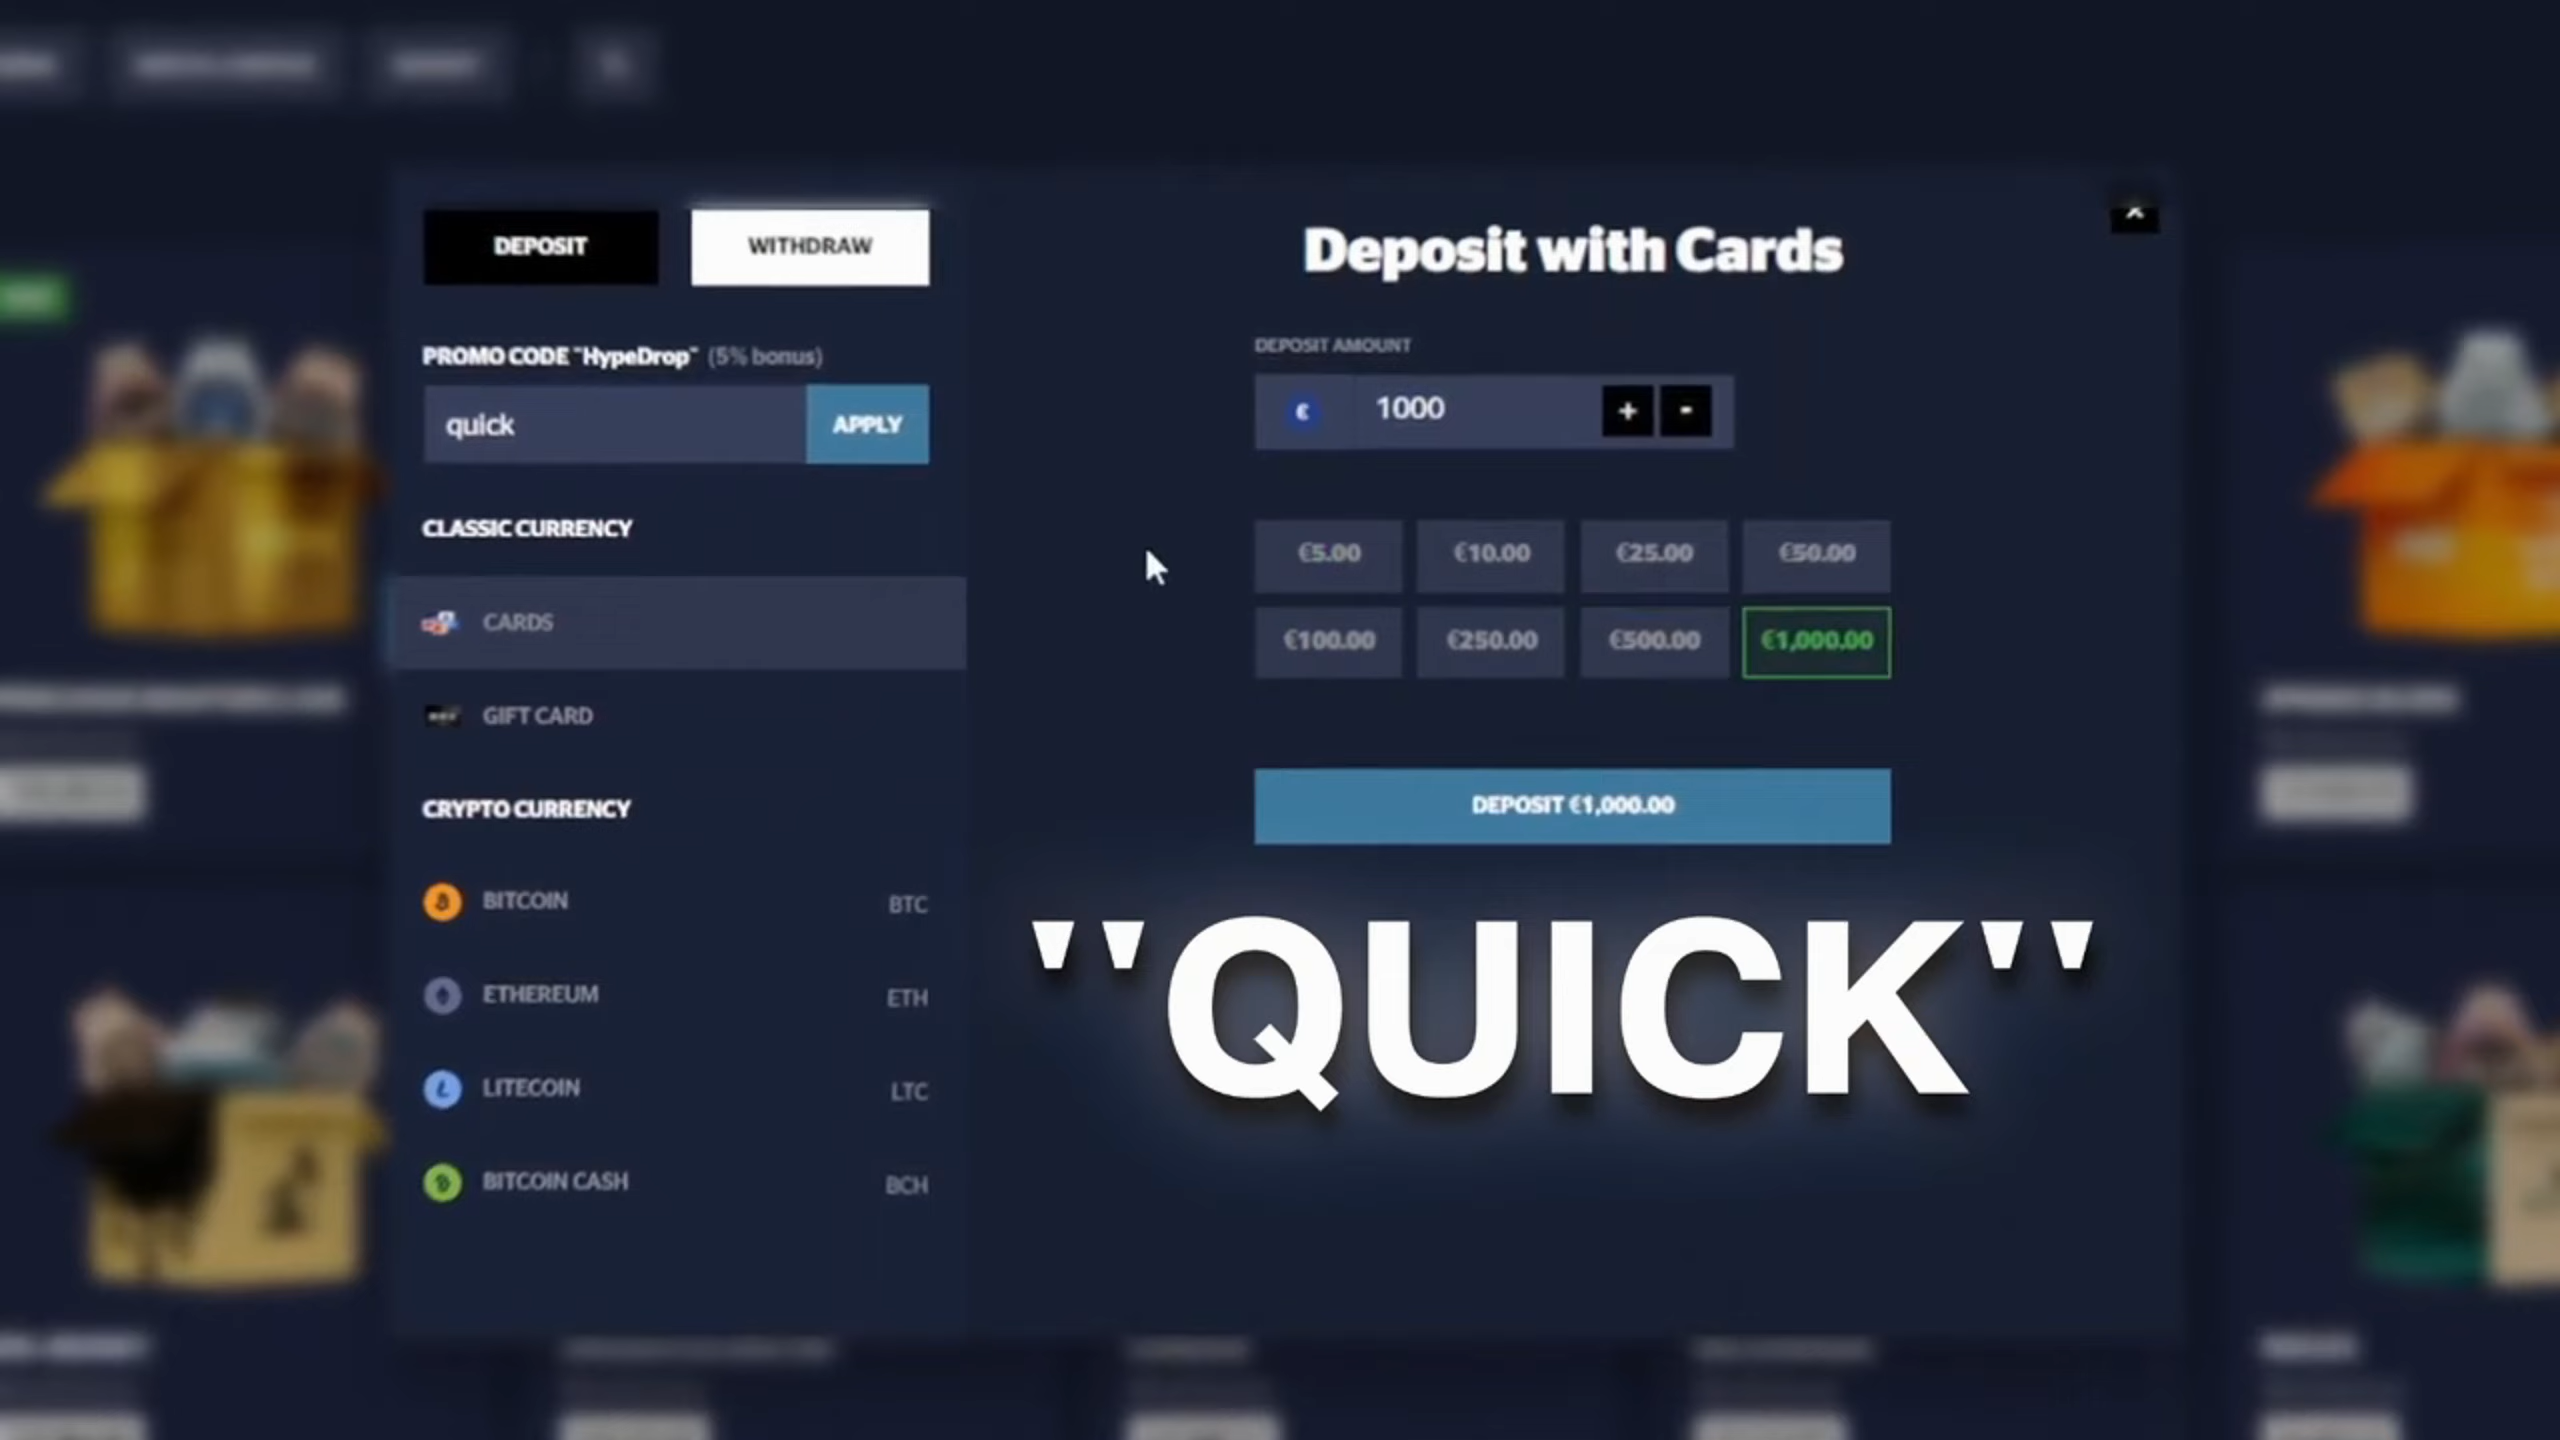 DEPOSIT
WITHDRAW
PROMO CODE "HypeDrop" (5% bonus)
quick
APPLY
CLASSIC CURRENCY
CARDS
GIFT CARD
CRYPTO CURRENCY
BITCOIN BTC
ETHEREUM ETH
LITECOIN LTC
BITCOIN CASH BCH
Deposit with Cards
DEPOSIT AMOUNT
€ 1000 + -
€5.00 €10.00 €25.00 €50.00
€100.00 €250.00 €500.00 €1,000.00
DEPOSIT €1,000.00
"QUICK"